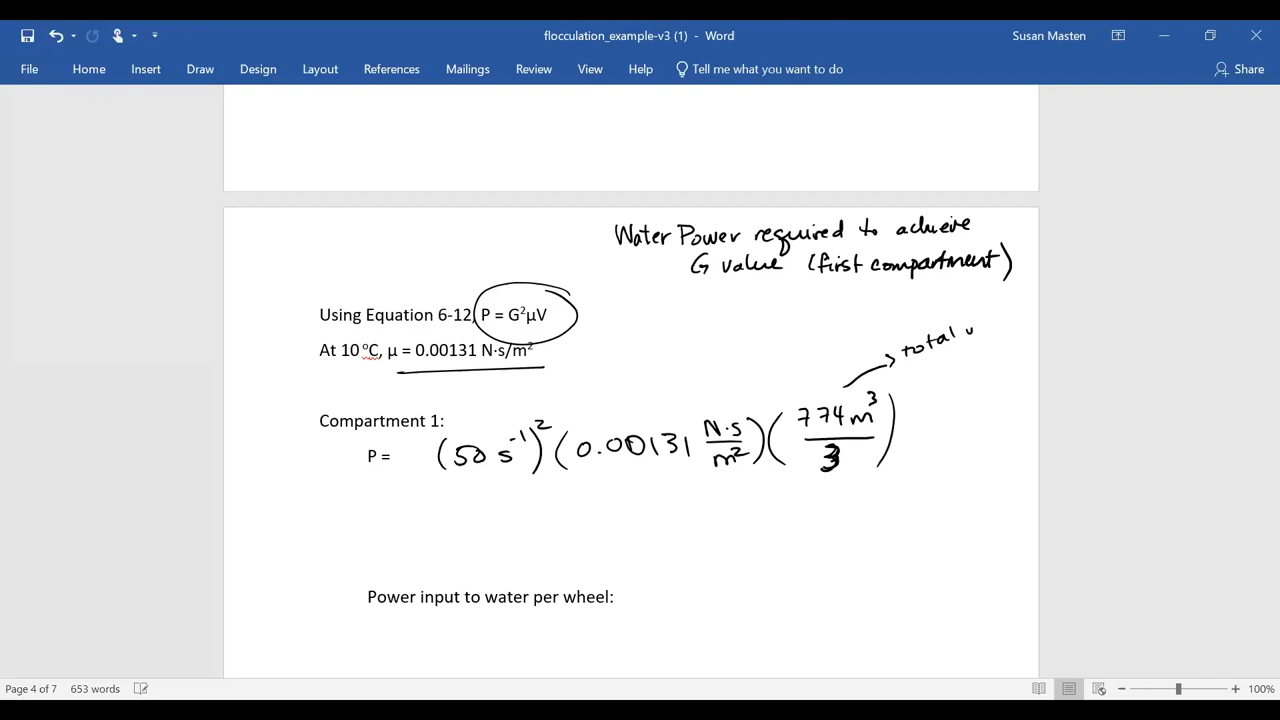 flocculation_example-v3 (1) - Word
Susan Masten
File Home Insert Draw Design Layout References Mailings Review View Help Tell me what you want to do Share
Water Power required to achieve
G value (first compartment)
Using Equation 6-12, P = G²μV
At 10 °C, μ = 0.00131 N·s/m²
total
Compartment 1:
P = (50 s⁻¹)² (0.00131 N·s/m²) (774 m³/3)
Power input to water per wheel:
Page 4 of 7 653 words 100%